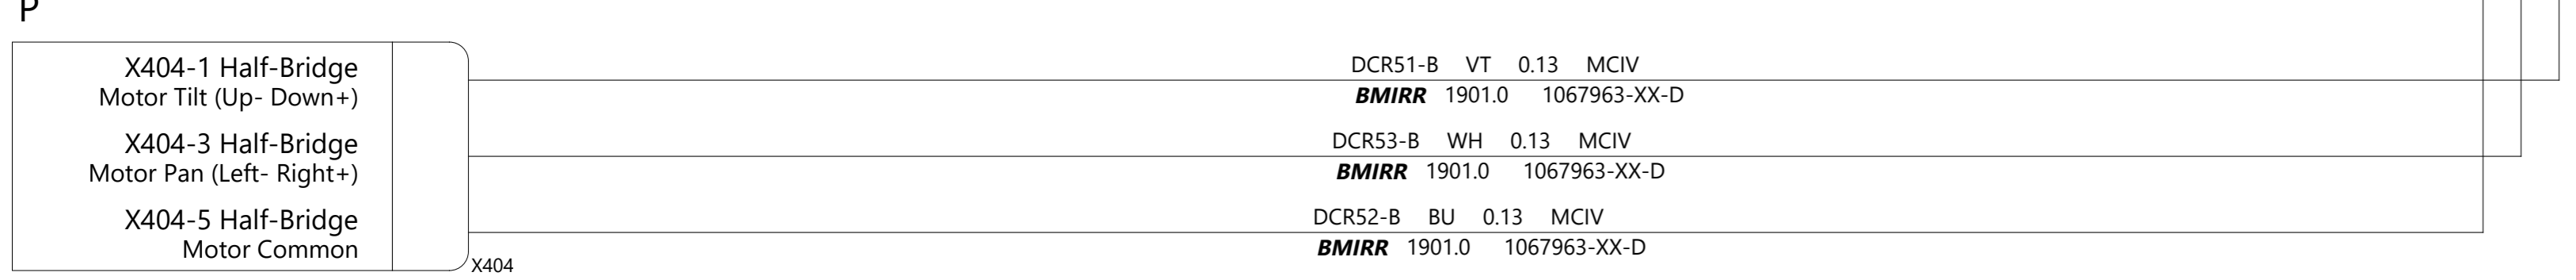 P
X404-1 Half-Bridge
Motor Tilt (Up- Down+)
DCR51-B VT 0.13 MCIV
BMIRR 1901.0 1067963-XX-D
X404-3 Half-Bridge
Motor Pan (Left- Right+)
DCR53-B WH 0.13 MCIV
BMIRR 1901.0 1067963-XX-D
X404-5 Half-Bridge
Motor Common
DCR52-B BU 0.13 MCIV
BMIRR 1901.0 1067963-XX-D
X404